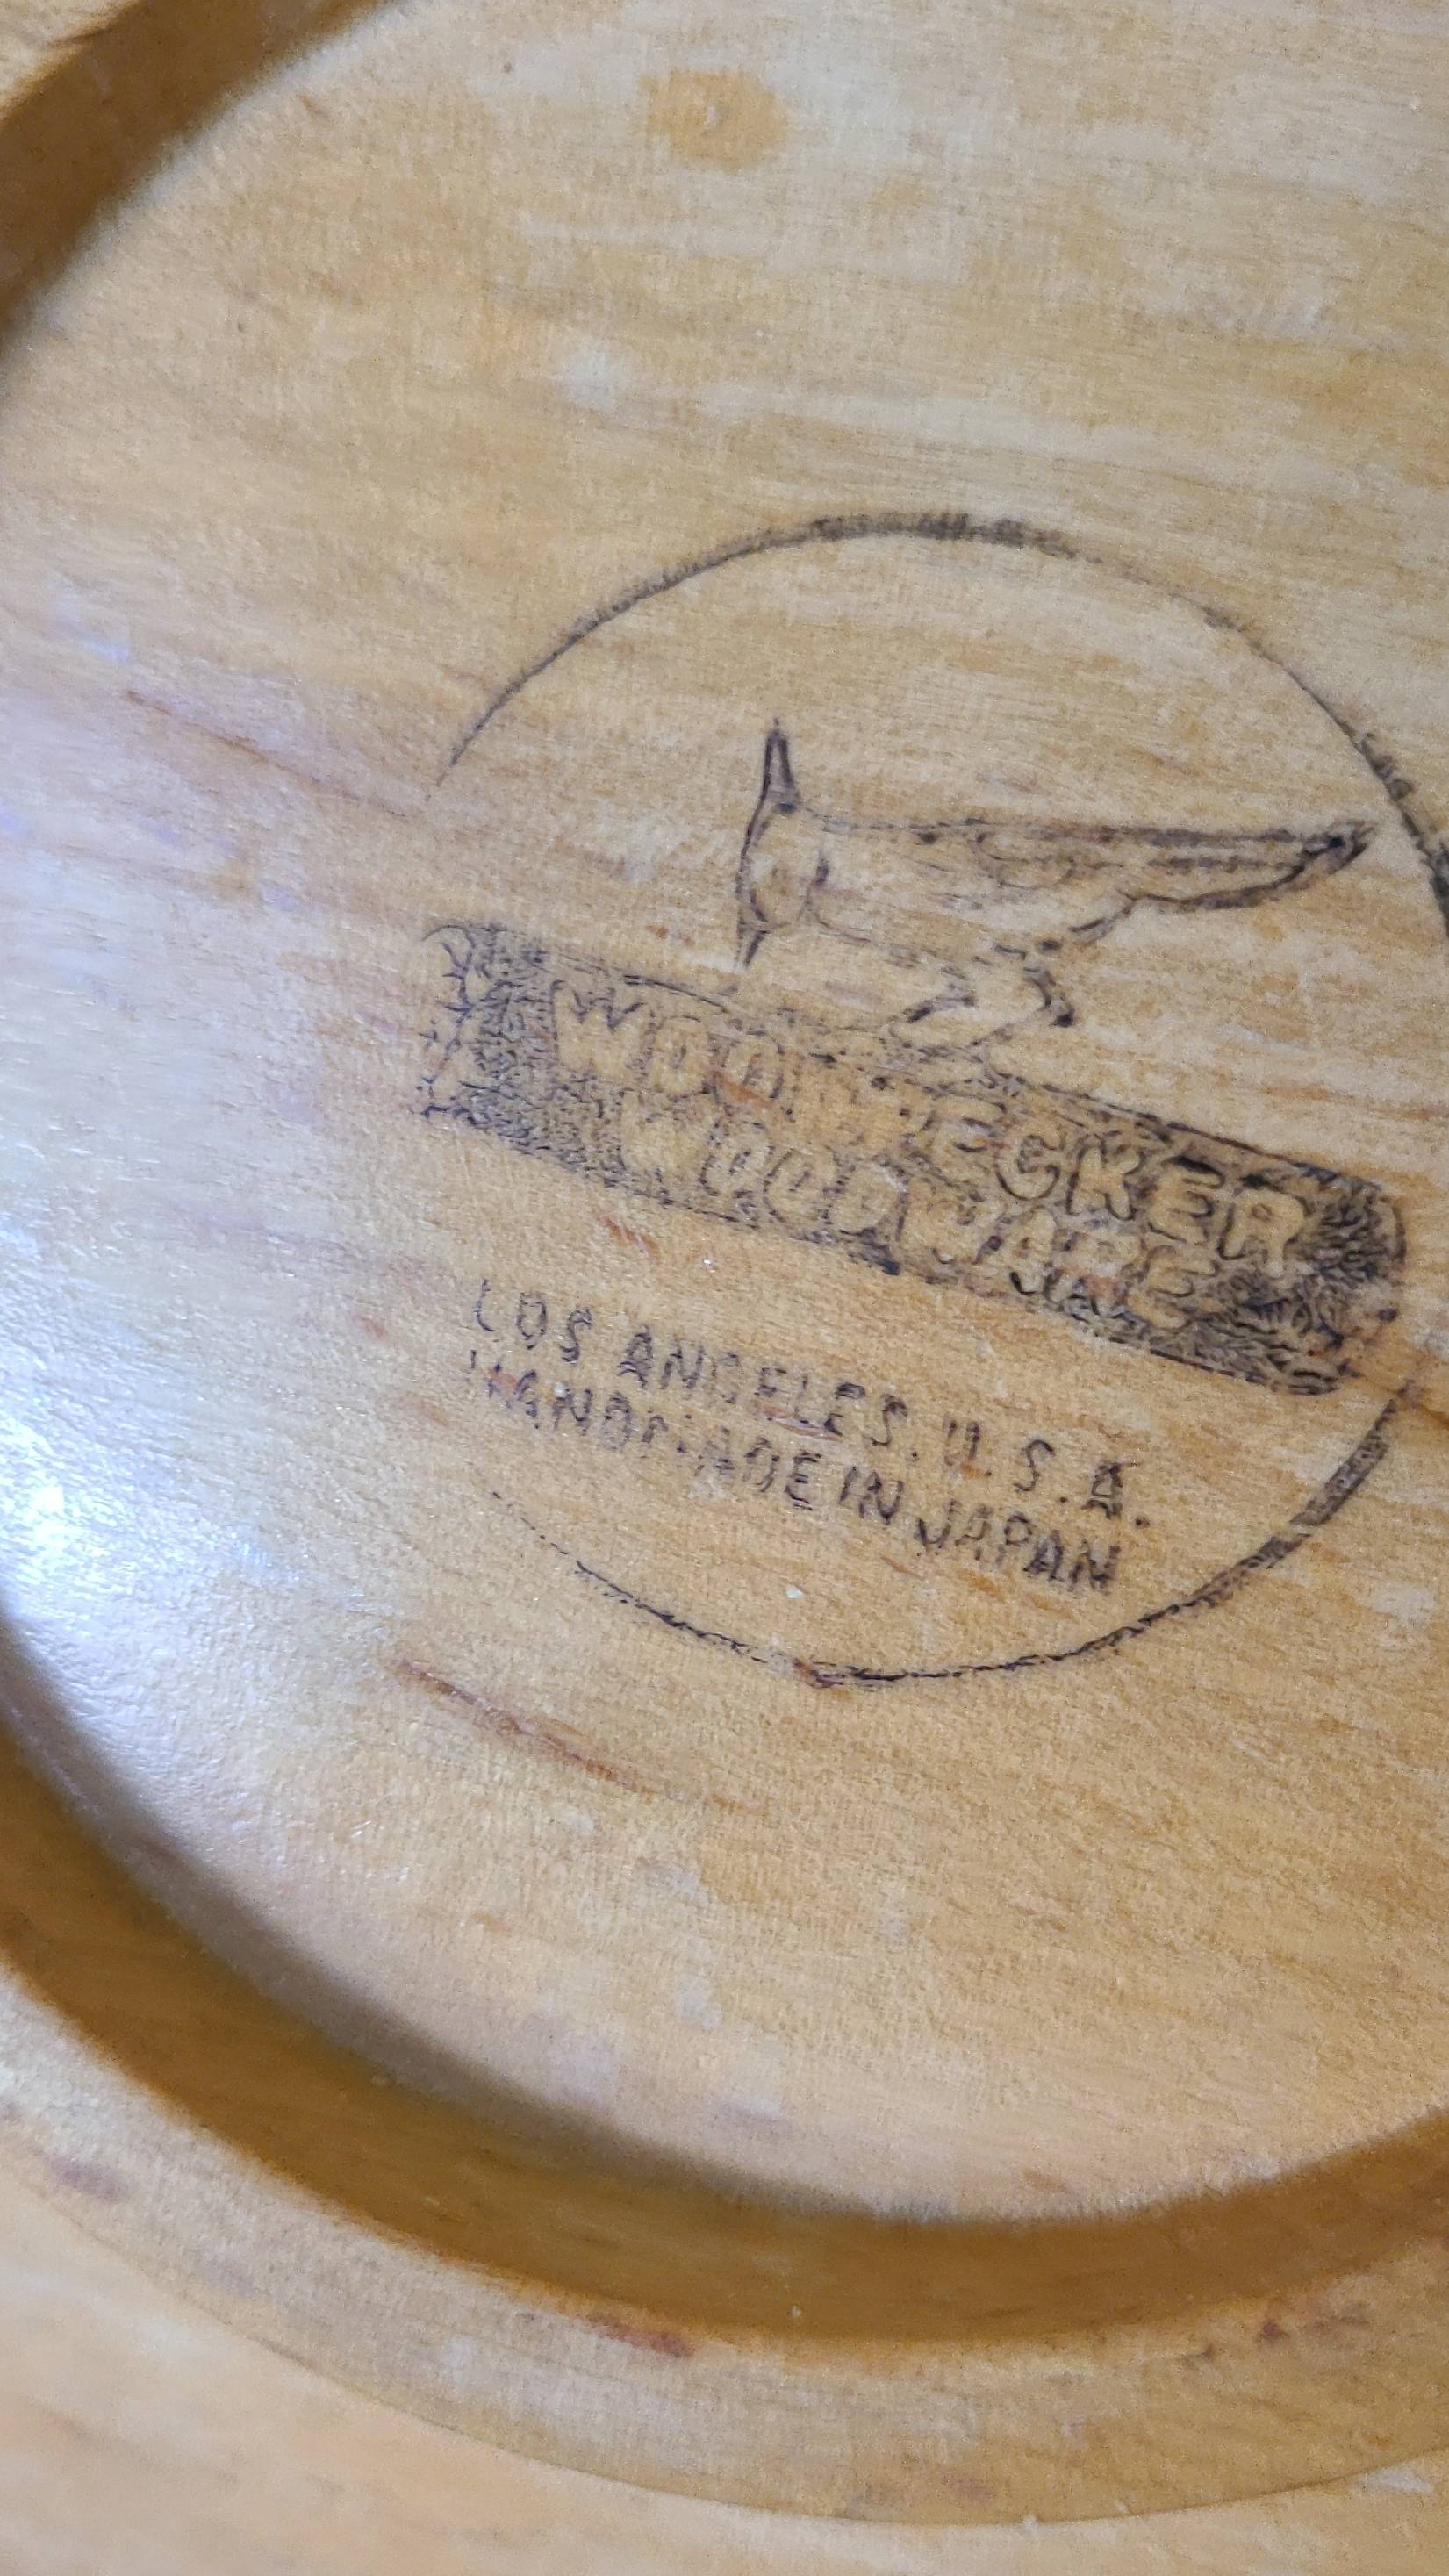 WOODPECKER
WOODWARE
LOS ANGELES. U. S. A.
HANDMADE IN JAPAN